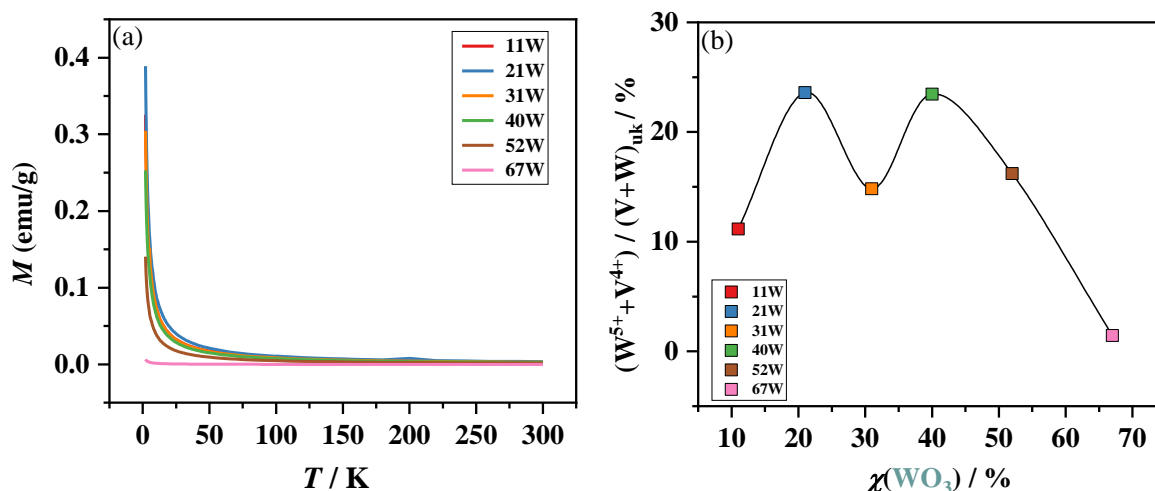 (a)
M (emu/g)
0.4
0.3
0.2
0.1
0.0
11W
21W
31W
40W
52W
67W
0 50 100 150 200 250 300
T / K
(b)
(W⁵⁺+V⁴⁺) / (V+W)ᵤₖ / %
30
20
10
0
11W
21W
31W
40W
52W
67W
10 20 30 40 50 60 70
χ(WO₃) / %